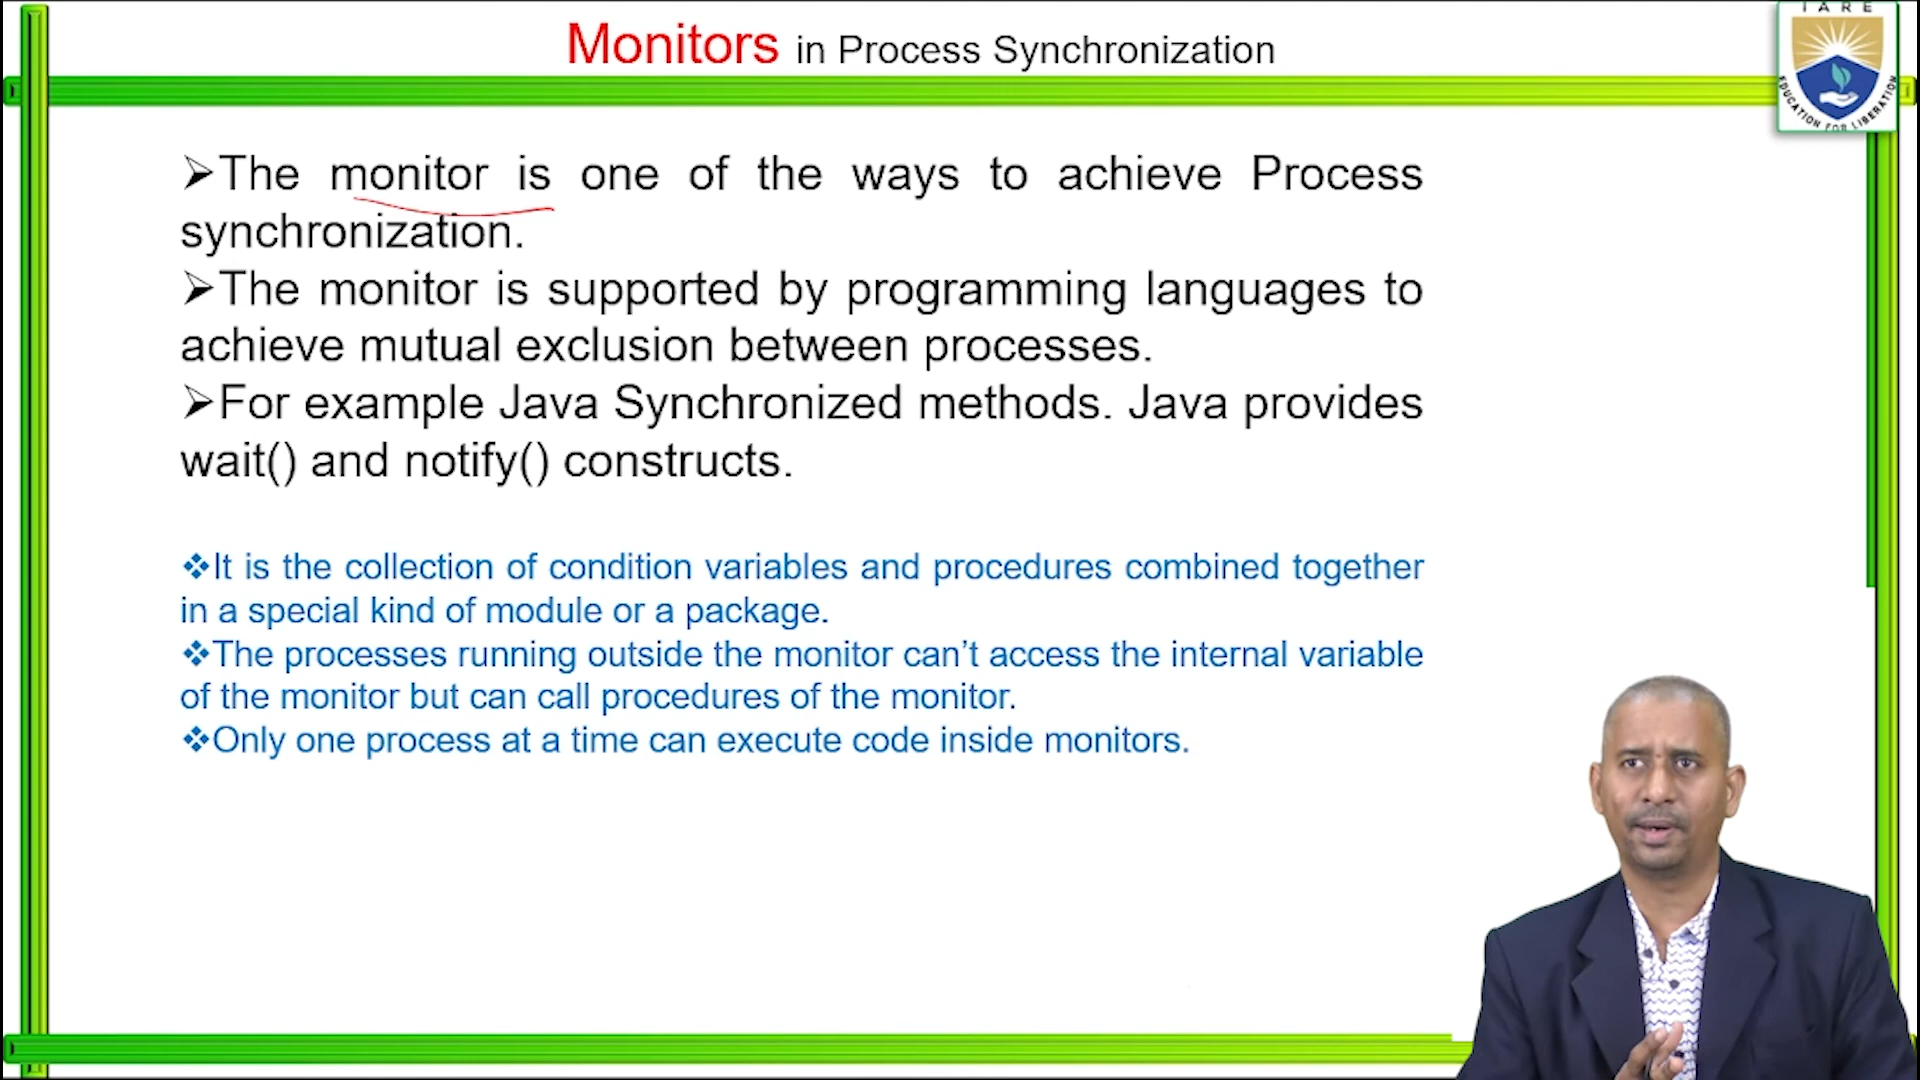 Monitors in Process Synchronization
IARE
EDUCATION FOR LIBERATION
➢The monitor is one of the ways to achieve Process
synchronization.
➢The monitor is supported by programming languages to
achieve mutual exclusion between processes.
➢For example Java Synchronized methods. Java provides
wait() and notify() constructs.
❖It is the collection of condition variables and procedures combined together
in a special kind of module or a package.
❖The processes running outside the monitor can’t access the internal variable
of the monitor but can call procedures of the monitor.
❖Only one process at a time can execute code inside monitors.